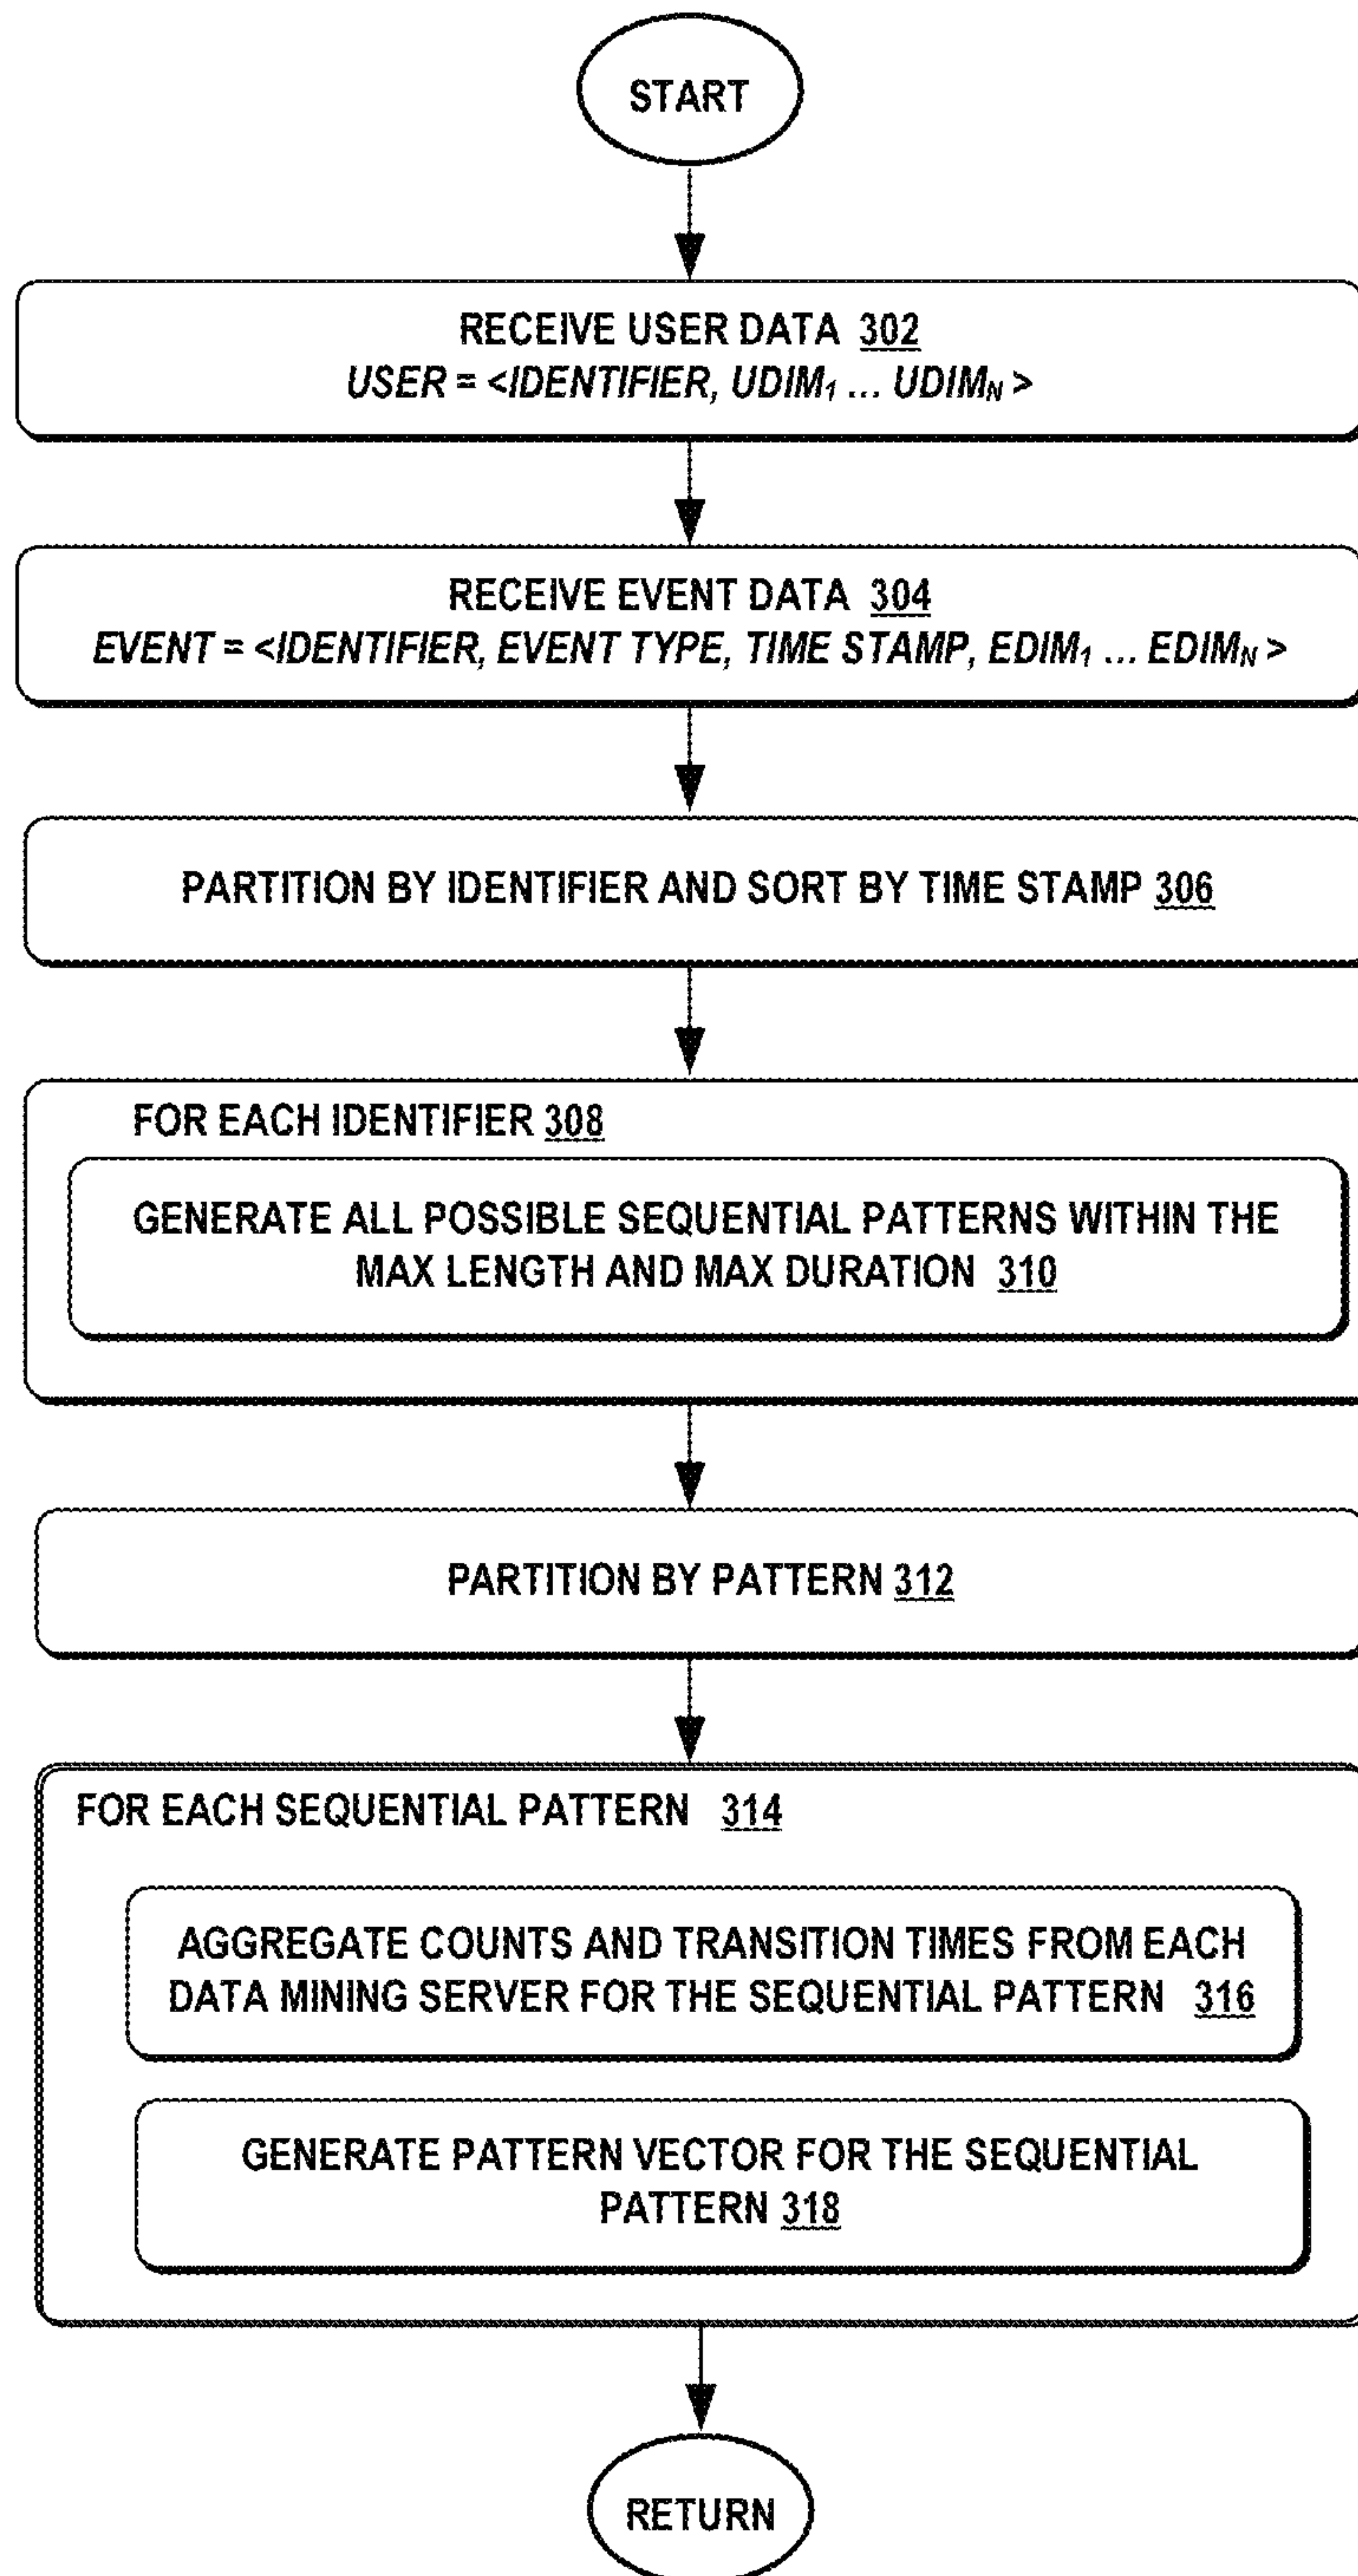 START
RECEIVE USER DATA 302
USER = <IDENTIFIER, UDIM₁ ... UDIMₙ >
RECEIVE EVENT DATA 304
EVENT = <IDENTIFIER, EVENT TYPE, TIME STAMP, EDIM₁ ... EDIMₙ >
PARTITION BY IDENTIFIER AND SORT BY TIME STAMP 306
FOR EACH IDENTIFIER 308
GENERATE ALL POSSIBLE SEQUENTIAL PATTERNS WITHIN THE
MAX LENGTH AND MAX DURATION 310
PARTITION BY PATTERN 312
FOR EACH SEQUENTIAL PATTERN 314
AGGREGATE COUNTS AND TRANSITION TIMES FROM EACH
DATA MINING SERVER FOR THE SEQUENTIAL PATTERN 316
GENERATE PATTERN VECTOR FOR THE SEQUENTIAL
PATTERN 318
RETURN